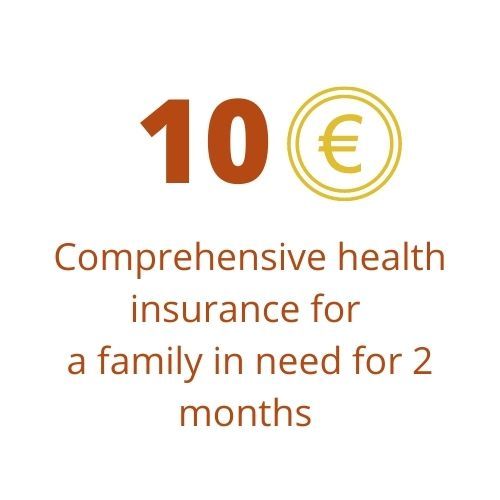 10 €
Comprehensive health
insurance for
a family in need for 2
months